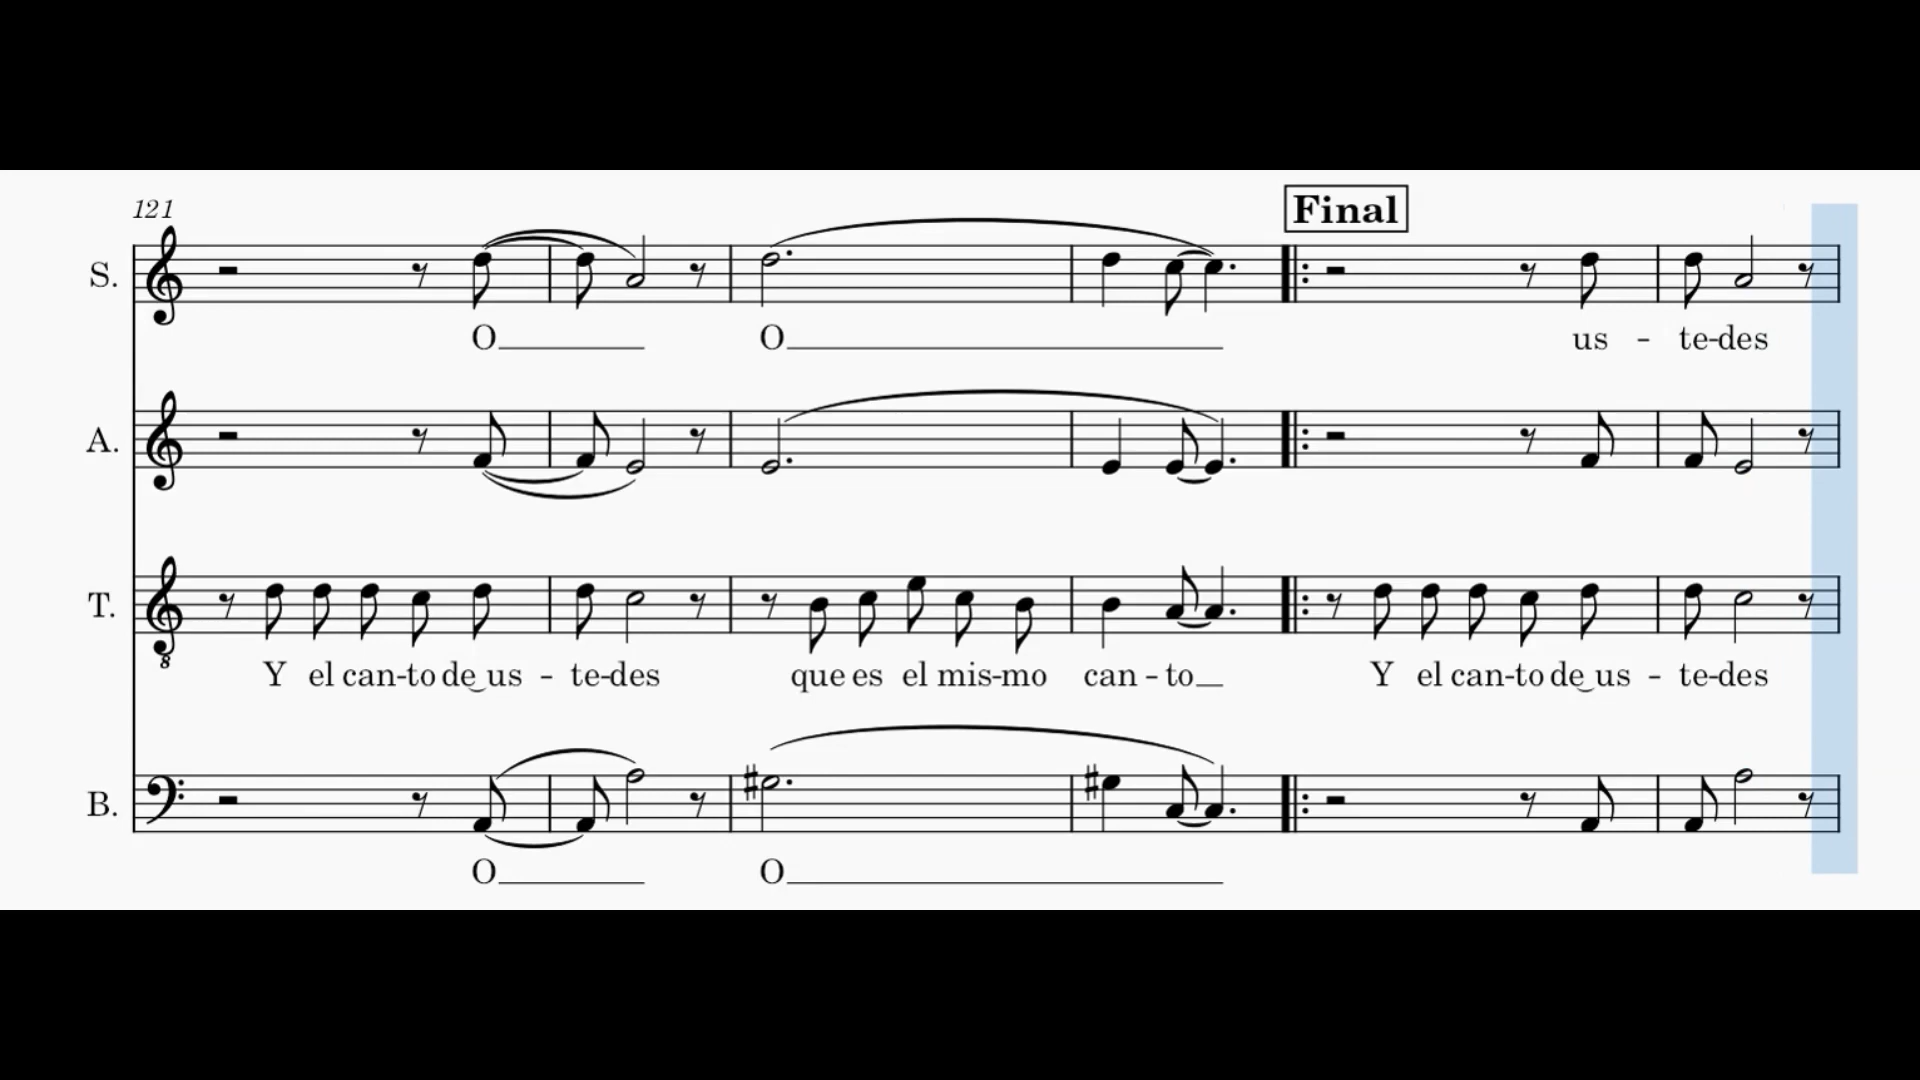 121
Final
S.
O O us - te-des
A.
T.
8
Y el can-to de‿us - te-des que es el mis-mo can-to Y el can-to de‿us - te-des
B.
O O